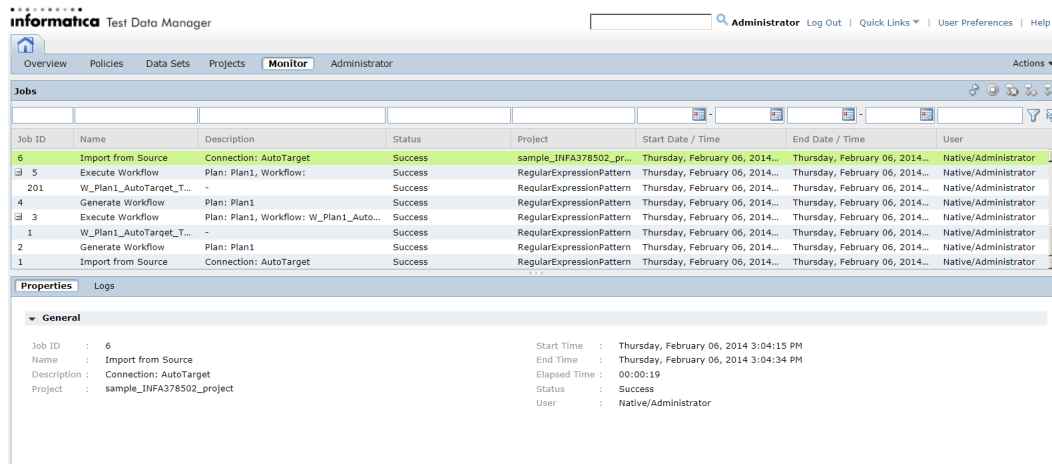 informatica Test Data Manager
Administrator Log Out | Quick Links | User Preferences | Help
Overview Policies Data Sets Projects Monitor Administrator Actions
Jobs
- -
Job ID Name Description Status Project Start Date / Time End Date / Time User
6 Import from Source Connection: AutoTarget Success sample_INFA378502_pr... Thursday, February 06, 2014... Thursday, February 06, 2014... Native/Administrator
5 Execute Workflow Plan: Plan1, Workflow: Success RegularExpressionPattern Thursday, February 06, 2014... Thursday, February 06, 2014... Native/Administrator
201 W_Plan1_AutoTarget_T... - Success RegularExpressionPattern Thursday, February 06, 2014... Thursday, February 06, 2014... Native/Administrator
4 Generate Workflow Plan: Plan1 Success RegularExpressionPattern Thursday, February 06, 2014... Thursday, February 06, 2014... Native/Administrator
3 Execute Workflow Plan: Plan1, Workflow: W_Plan1_Auto... Success RegularExpressionPattern Thursday, February 06, 2014... Thursday, February 06, 2014... Native/Administrator
1 W_Plan1_AutoTarget_T... - Success RegularExpressionPattern Thursday, February 06, 2014... Thursday, February 06, 2014... Native/Administrator
2 Generate Workflow Plan: Plan1 Success RegularExpressionPattern Thursday, February 06, 2014... Thursday, February 06, 2014... Native/Administrator
1 Import from Source Connection: AutoTarget Success RegularExpressionPattern Thursday, February 06, 2014... Thursday, February 06, 2014... Native/Administrator
Properties Logs
General
Job ID : 6 Start Time : Thursday, February 06, 2014 3:04:15 PM
Name : Import from Source End Time : Thursday, February 06, 2014 3:04:34 PM
Description : Connection: AutoTarget Elapsed Time : 00:00:19
Project : sample_INFA378502_project Status : Success
User : Native/Administrator